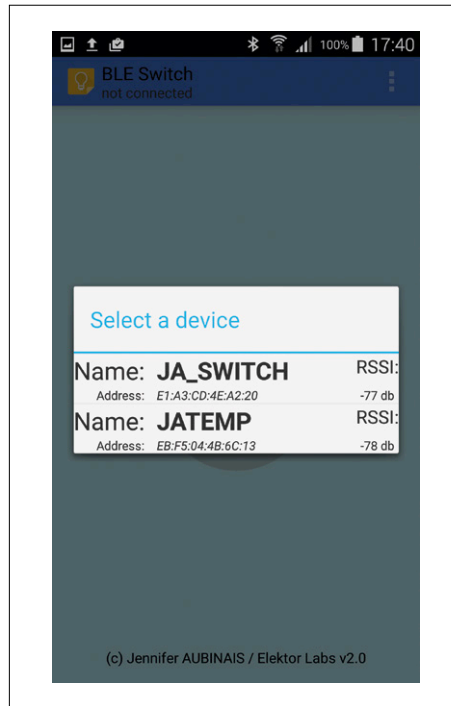 100% 17:40
BLE Switch
not connected
Select a device
Name: JA_SWITCH RSSI:
Address: E1:A3:CD:4E:A2:20 -77 db
Name: JATEMP RSSI:
Address: EB:F5:04:4B:6C:13 -78 db
(c) Jennifer AUBINAIS / Elektor Labs v2.0